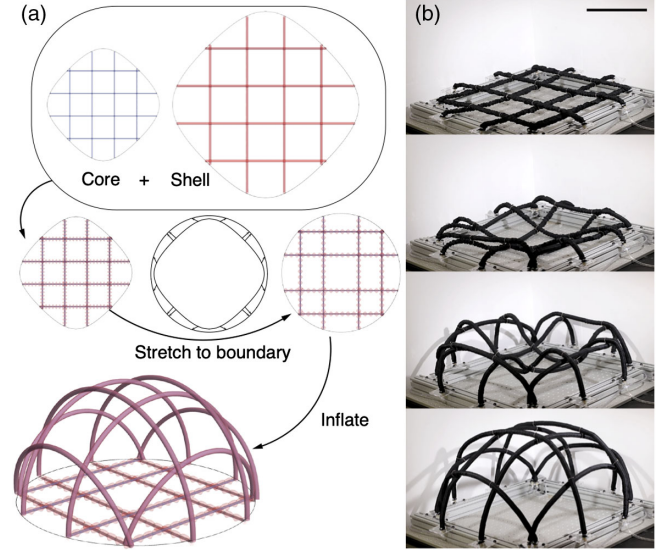 (a)
(b)
Core + Shell
Stretch to boundary
Inflate